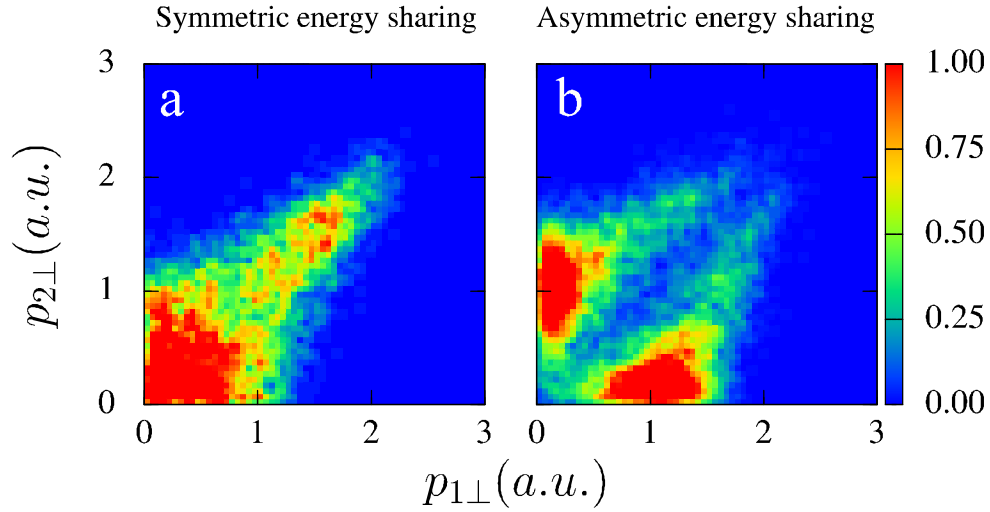 Symmetric energy sharing Asymmetric energy sharing
a b
3 1.00
0.75
2
0.50
1
0.25
0 0.00
0 1 2 3 0 1 2 3
p2⊥(a.u.)
p1⊥(a.u.)